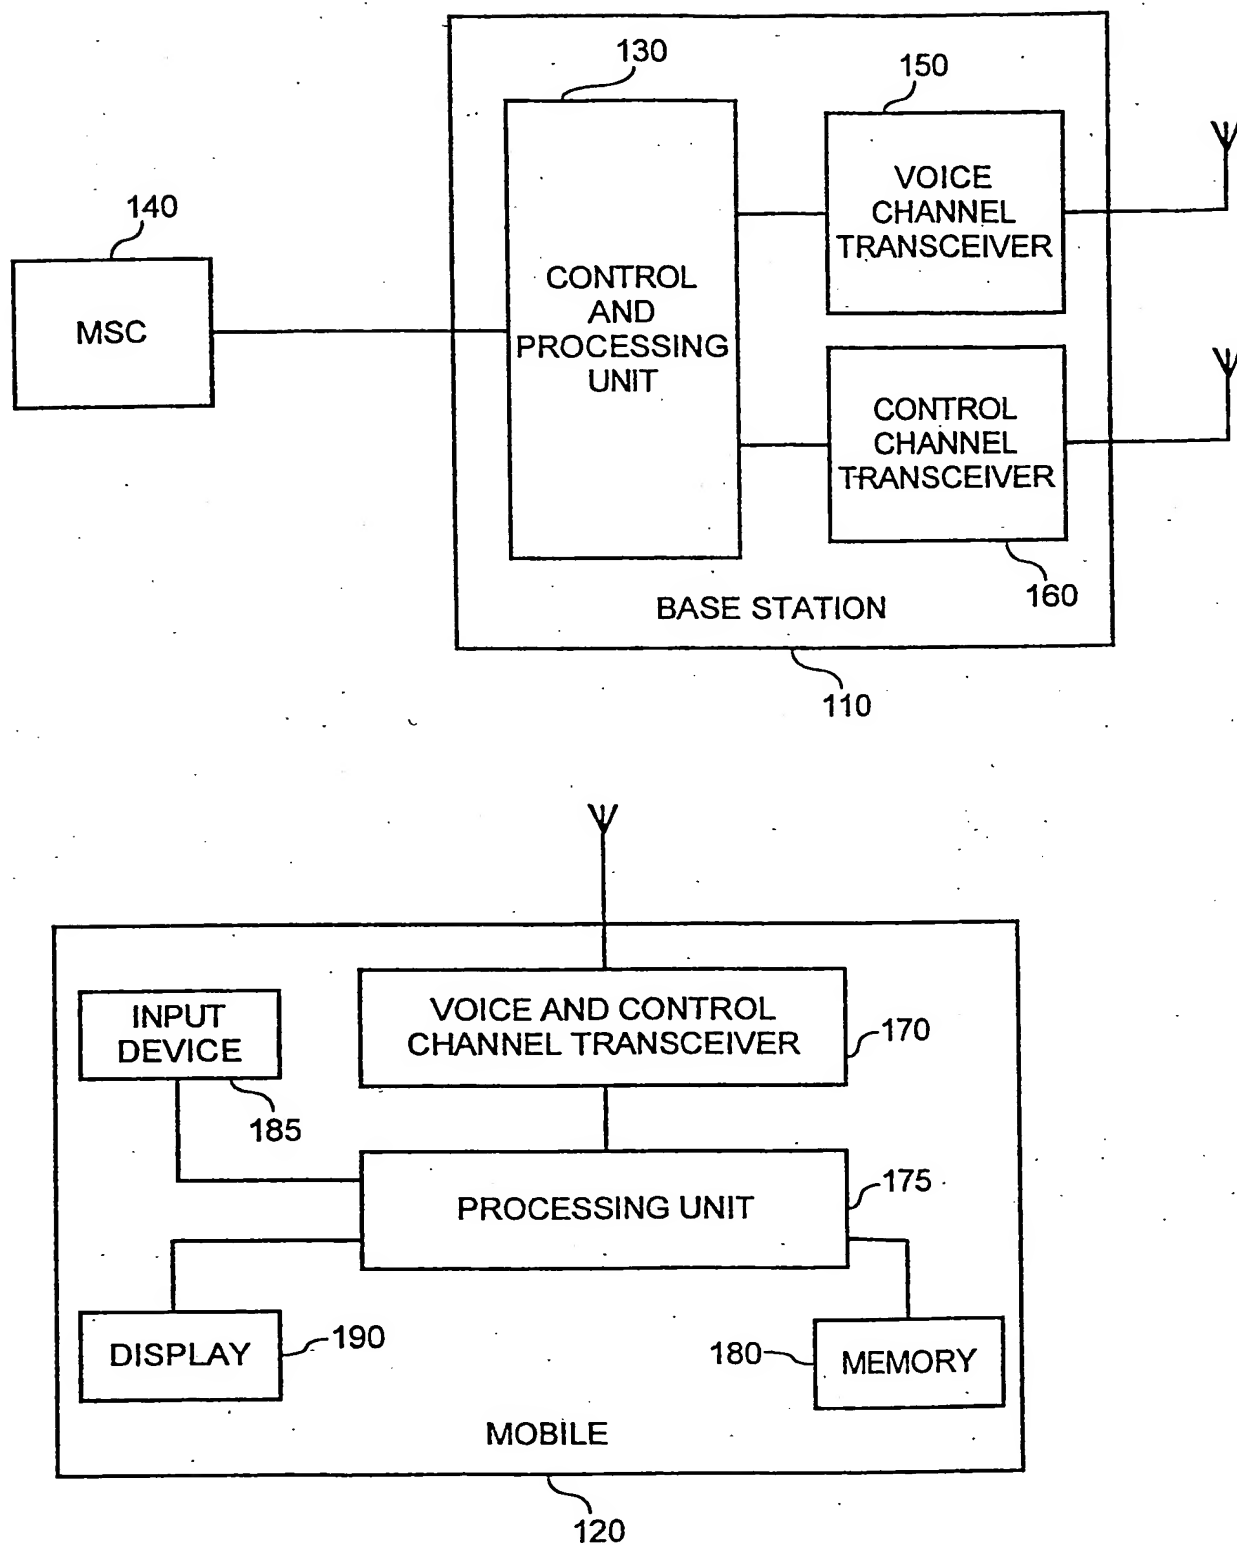 130
150
140
VOICE
CHANNEL
TRANSCEIVER
MSC
CONTROL
AND
PROCESSING
UNIT
CONTROL
CHANNEL
TRANSCEIVER
160
BASE STATION
110
INPUT
DEVICE
185
VOICE AND CONTROL
CHANNEL TRANSCEIVER
170
PROCESSING UNIT
175
DISPLAY
190
180
MEMORY
MOBILE
120